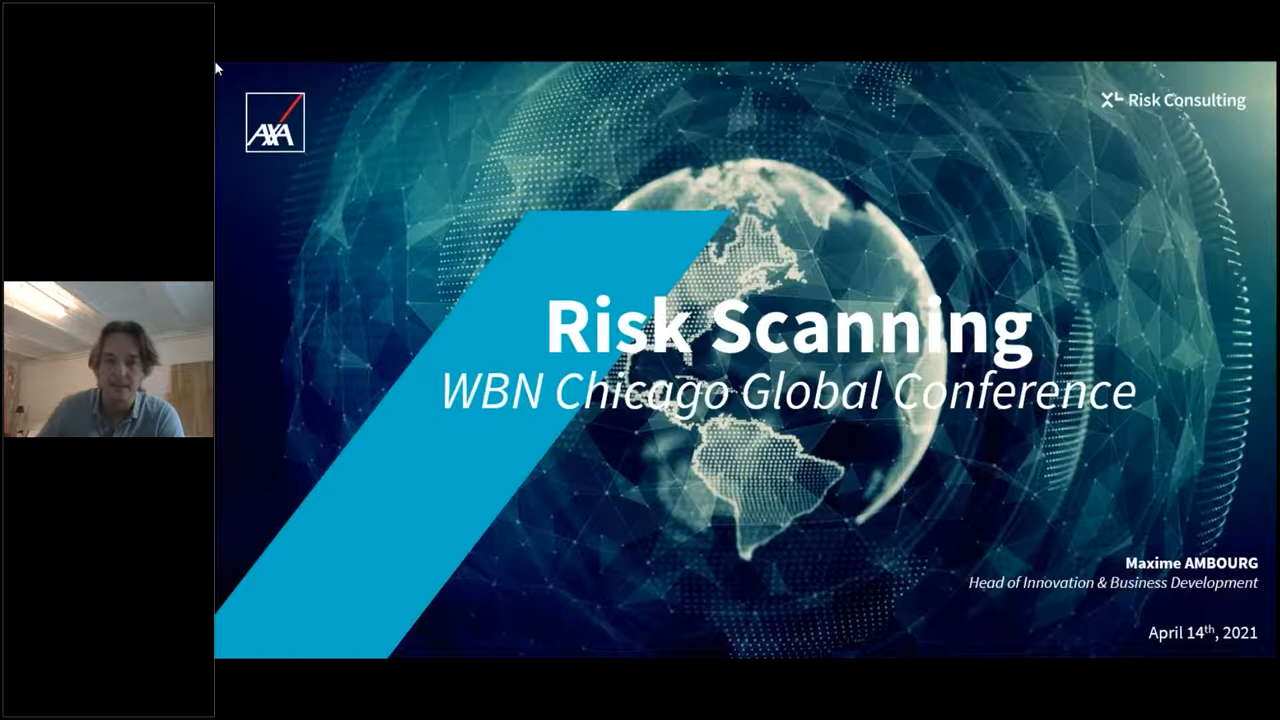 AXA
XL Risk Consulting
Risk Scanning
WBN Chicago Global Conference
Maxime AMBOURG
Head of Innovation & Business Development
April 14th, 2021